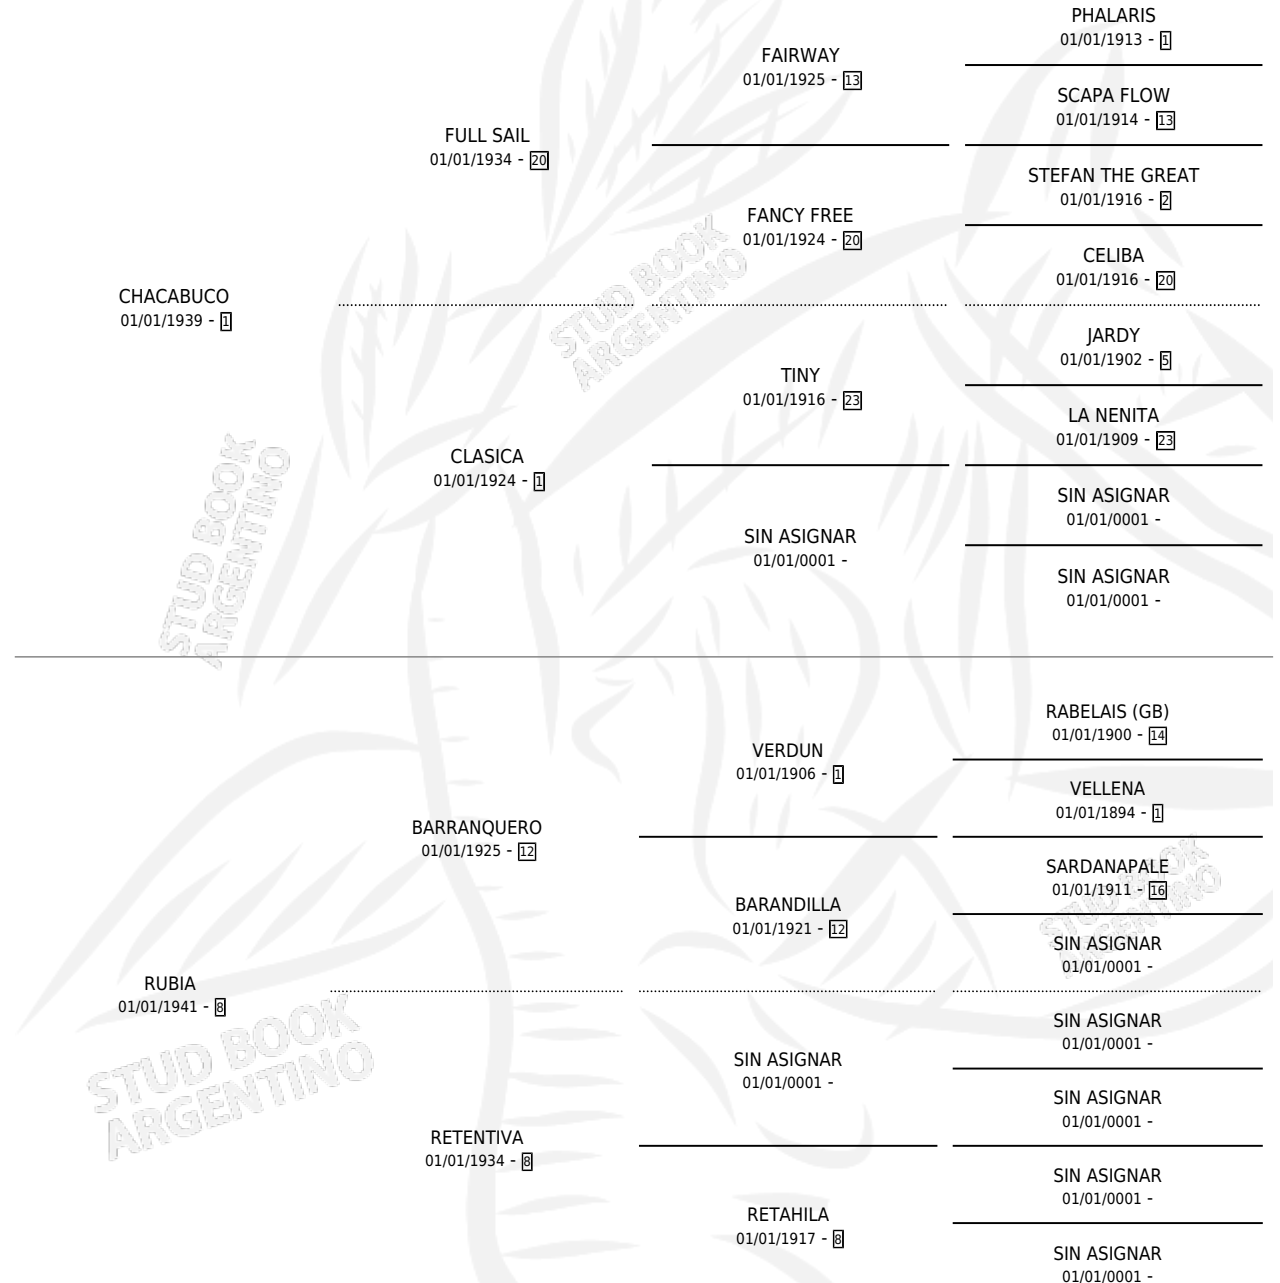 PHALARIS
01/01/1913 - 1
FAIRWAY
01/01/1925 - 13
SCAPA FLOW
01/01/1914 - 13
FULL SAIL
01/01/1934 - 20
STEFAN THE GREAT
01/01/1916 - 2
FANCY FREE
01/01/1924 - 20
CELIBA
01/01/1916 - 20
CHACABUCO
01/01/1939 - 1
STUD BOOK
ARGENTINO
JARDY
01/01/1902 - 5
TINY
01/01/1916 - 23
LA NENITA
01/01/1909 - 23
CLASICA
01/01/1924 - 1
SIN ASIGNAR
01/01/0001 -
SIN ASIGNAR
01/01/0001 -
SIN ASIGNAR
01/01/0001 -
STUD BOOK
ARGENTINO
RABELAIS (GB)
01/01/1900 - 14
VERDUN
01/01/1906 - 1
VELLENA
01/01/1894 - 1
BARRANQUERO
01/01/1925 - 12
SARDANAPALE
01/01/1911 - 16
BARANDILLA
01/01/1921 - 12
STUD BOOK
ARGENTINO
SIN ASIGNAR
01/01/0001 -
RUBIA
01/01/1941 - 8
SIN ASIGNAR
01/01/0001 -
STUD BOOK
ARGENTINO
SIN ASIGNAR
01/01/0001 -
SIN ASIGNAR
01/01/0001 -
RETENTIVA
01/01/1934 - 8
SIN ASIGNAR
01/01/0001 -
RETAHILA
01/01/1917 - 8
SIN ASIGNAR
01/01/0001 -